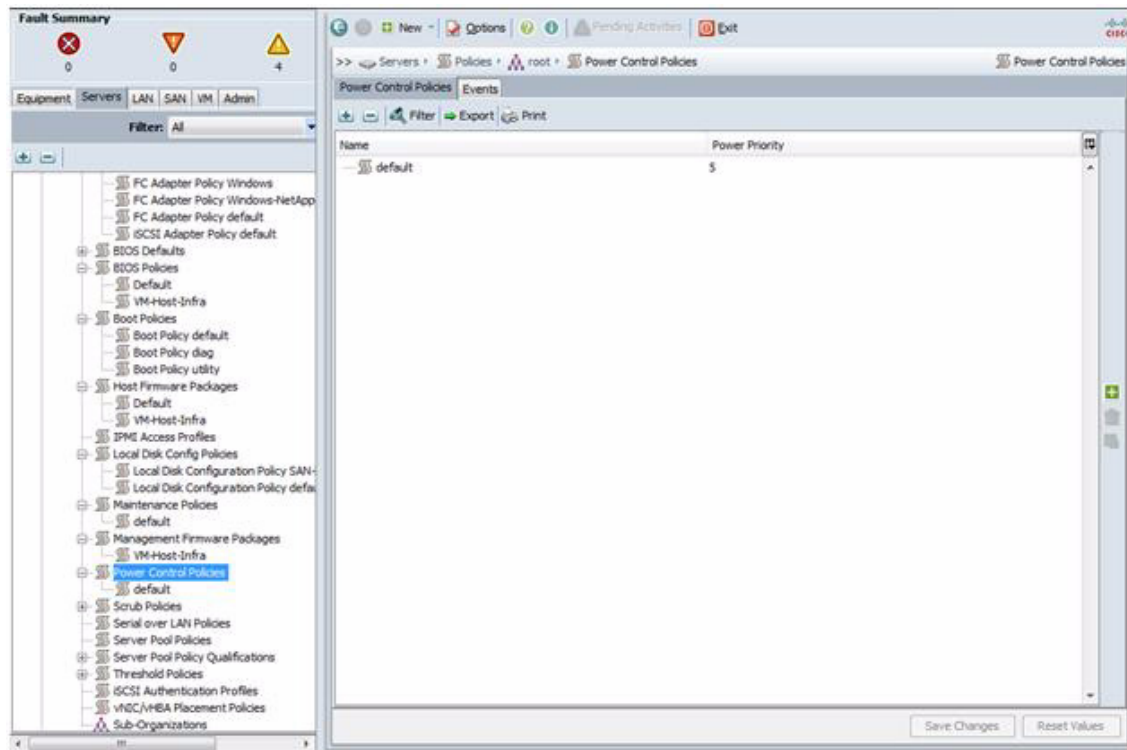 Fault Summary
0 0 4
Equipment Servers LAN SAN VM Admin
Filter: All
FC Adapter Policy Windows
FC Adapter Policy Windows-NetApp
FC Adapter Policy default
iSCSI Adapter Policy default
BIOS Defaults
BIOS Policies
Default
VM-Host-Infra
Boot Policies
Boot Policy default
Boot Policy diag
Boot Policy utility
Host Firmware Packages
Default
VM-Host-Infra
IPMI Access Profiles
Local Disk Config Policies
Local Disk Configuration Policy SAN-
Local Disk Configuration Policy defau
Maintenance Policies
default
Management Firmware Packages
VM-Host-Infra
Power Control Policies
default
Scrub Policies
Serial over LAN Policies
Server Pool Policies
Server Pool Policy Qualifications
Threshold Policies
iSCSI Authentication Profiles
vNIC/vHBA Placement Policies
Sub-Organizations
New Options Pending Activities Exit
>> Servers Policies root Power Control Policies Power Control Policies
Power Control Policies Events
Filter Export Print
Name Power Priority
default 5
Save Changes Reset Values